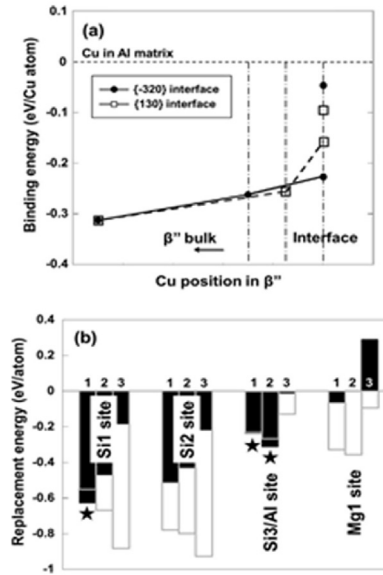 (a)
Cu in Al matrix
{-320} interface
{130} interface
Binding energy (eV/Cu atom)
0
-0.1
-0.2
-0.3
-0.4
β" bulk
Interface
Cu position in β"
(b)
Replacement energy (eV/atom)
0.4
0.2
0
-0.2
-0.4
-0.6
-0.8
-1
1 2 3
1 2 3
1 2 3
1 2 3
Si1 site
Si2 site
Si3/Al site
Mg1 site